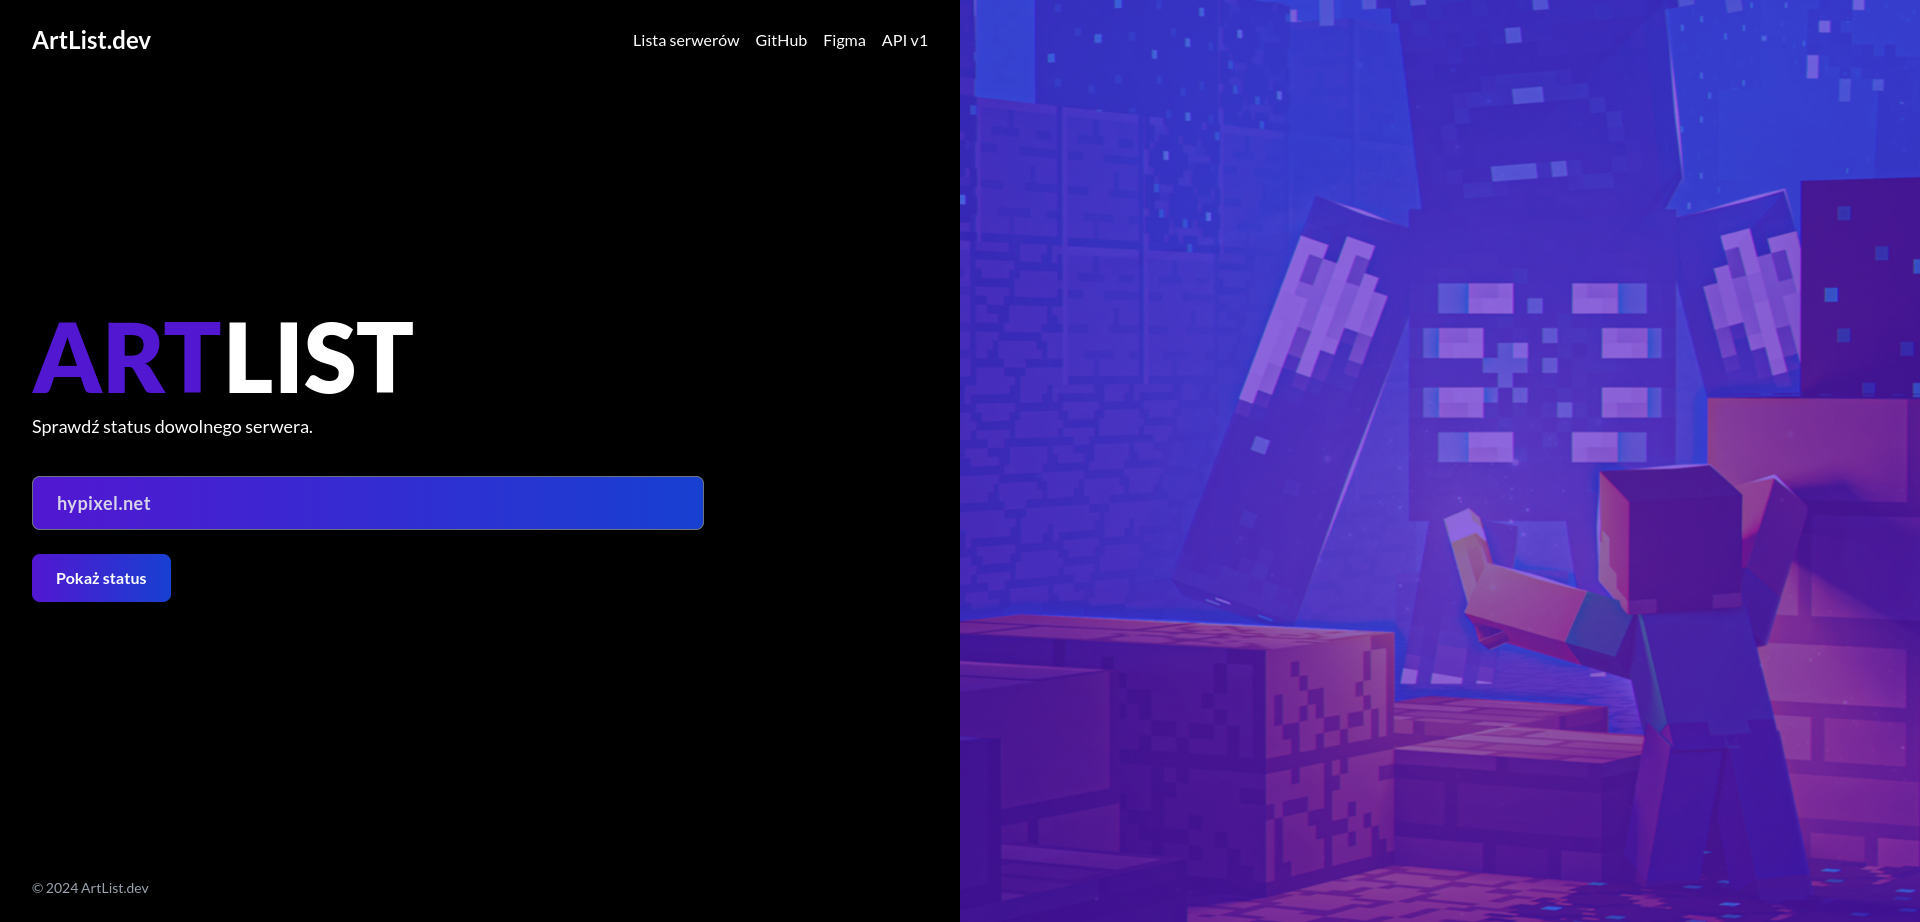 ArtList.dev
Lista serwerów GitHub Figma API v1
ARTLIST
Sprawdź status dowolnego serwera.
hypixel.net
Pokaż status
© 2024 ArtList.dev